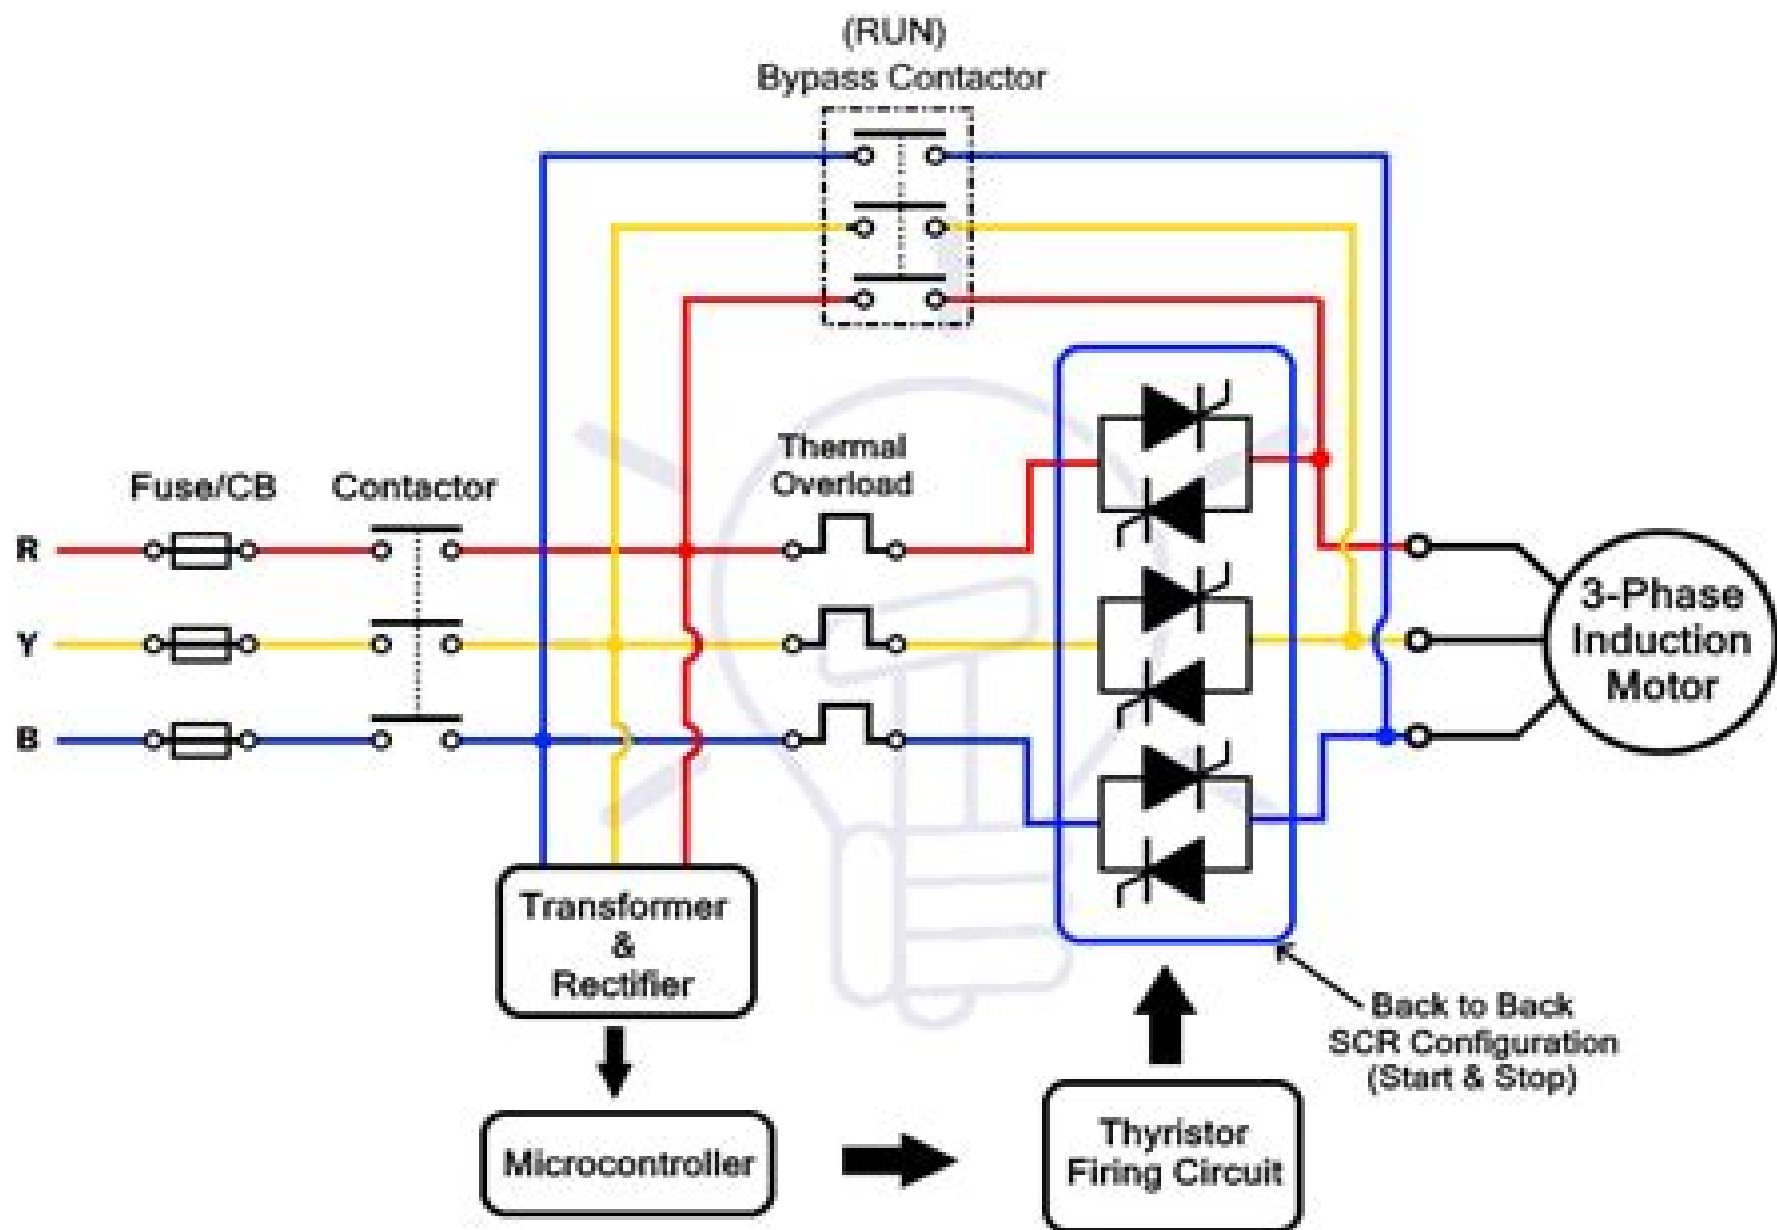 (RUN)
Bypass Contactor
Thermal
Overload
Fuse/CB
Contactor
R
Y
B
3-Phase
Induction
Motor
Transformer
&
Rectifier
Back to Back
SCR Configuration
(Start & Stop)
Microcontroller
Thyristor
Firing Circuit